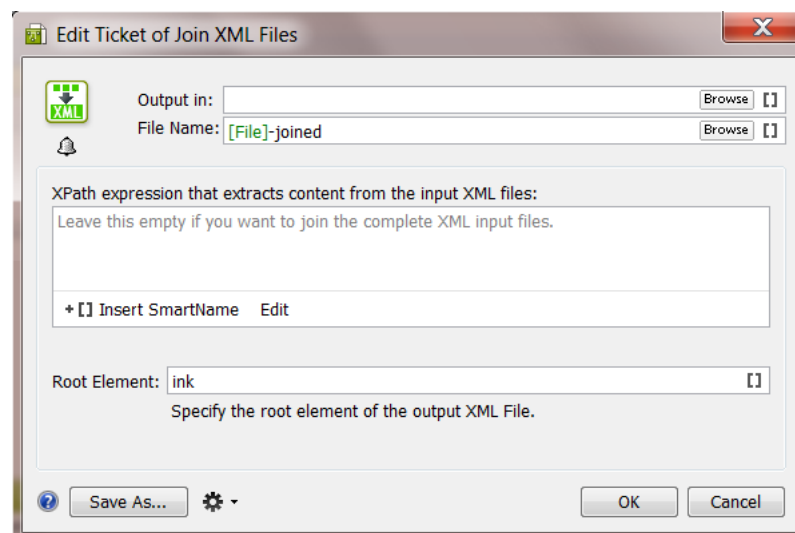 Edit Ticket of Join XML Files
X
XML
Output in:
Browse []
File Name: [File]-joined
Browse []
XPath expression that extracts content from the input XML files:
Leave this empty if you want to join the complete XML input files.
+[] Insert SmartName Edit
Root Element: ink []
Specify the root element of the output XML File.
? Save As... OK Cancel